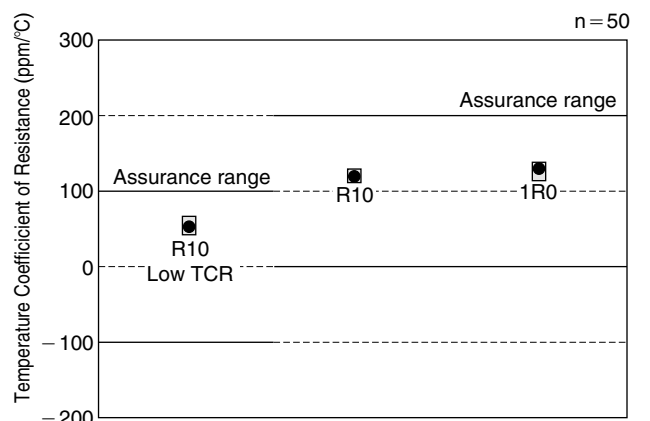 n=50
Temperature Coeficicient of Resistance (ppm/°C)
300
200
100
0
−100
−200
Assurance range
Assurance range
R10
Low TCR
R10
1R0